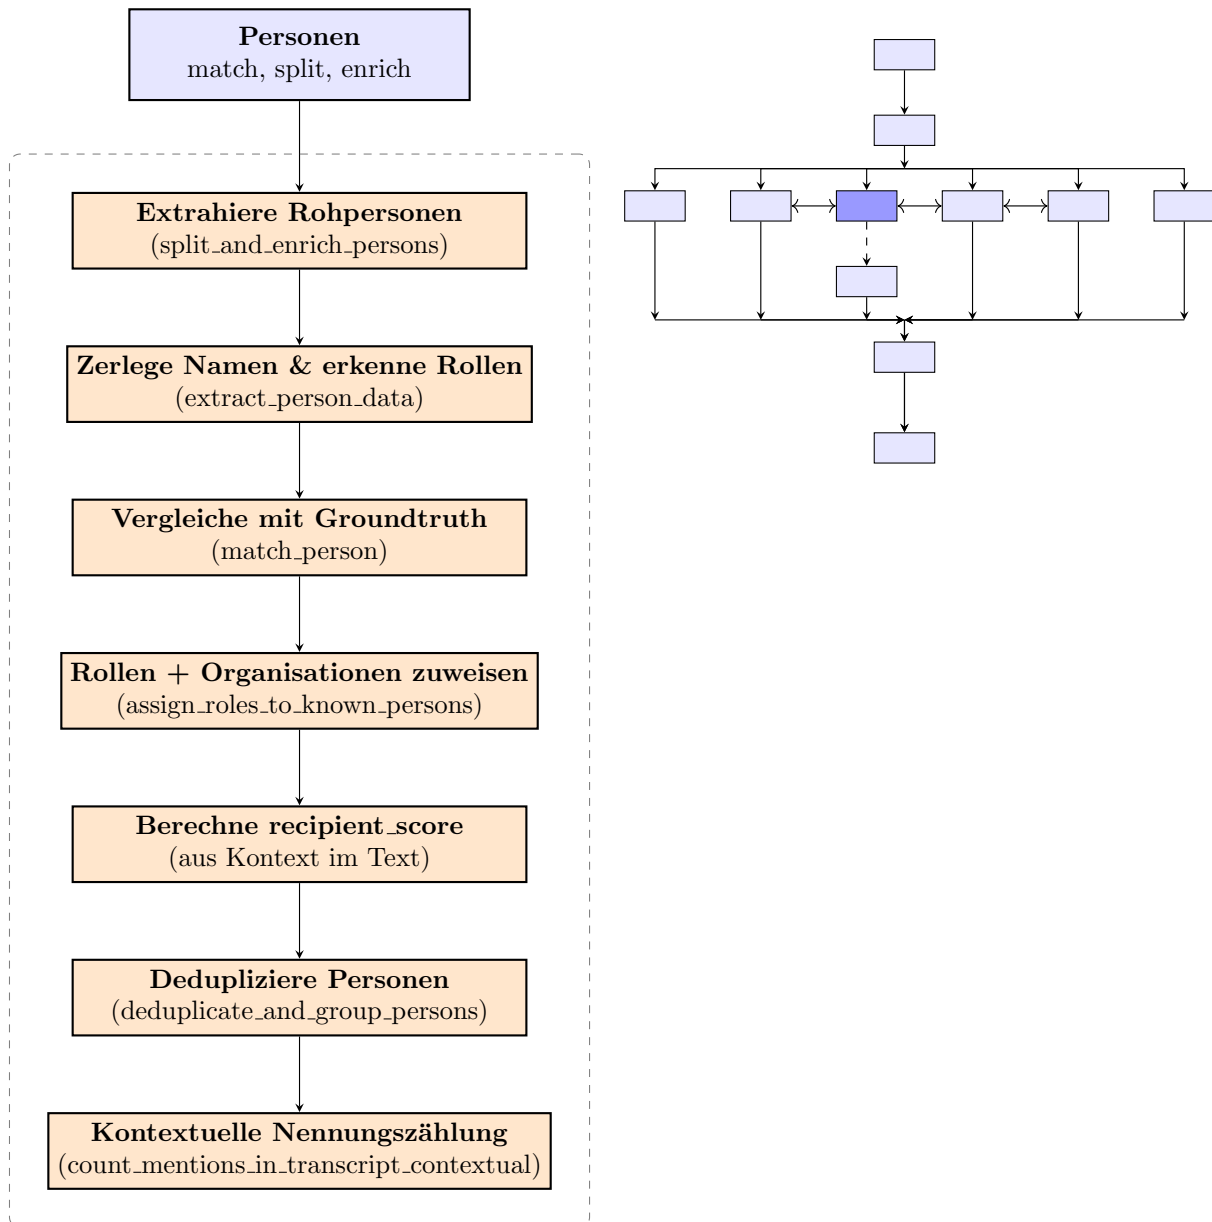 Personen
match, split, enrich
Extrahiere Rohpersonen
(split_and_enrich_persons)
Zerlege Namen & erkenne Rollen
(extract_person_data)
Vergleiche mit Groundtruth
(match_person)
Rollen + Organisationen zuweisen
(assign_roles_to_known_persons)
Berechne recipient_score
(aus Kontext im Text)
Dedupliziere Personen
(deduplicate_and_group_persons)
Kontextuelle Nennungszählung
(count_mentions_in_transcript_contextual)